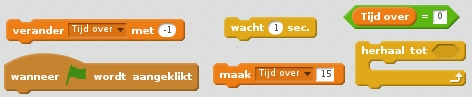 verander Tijd over met -1
wacht 1 sec.
Tijd over = 0
herhaal tot
wanneer wordt aangeklikt
maak Tijd over 15